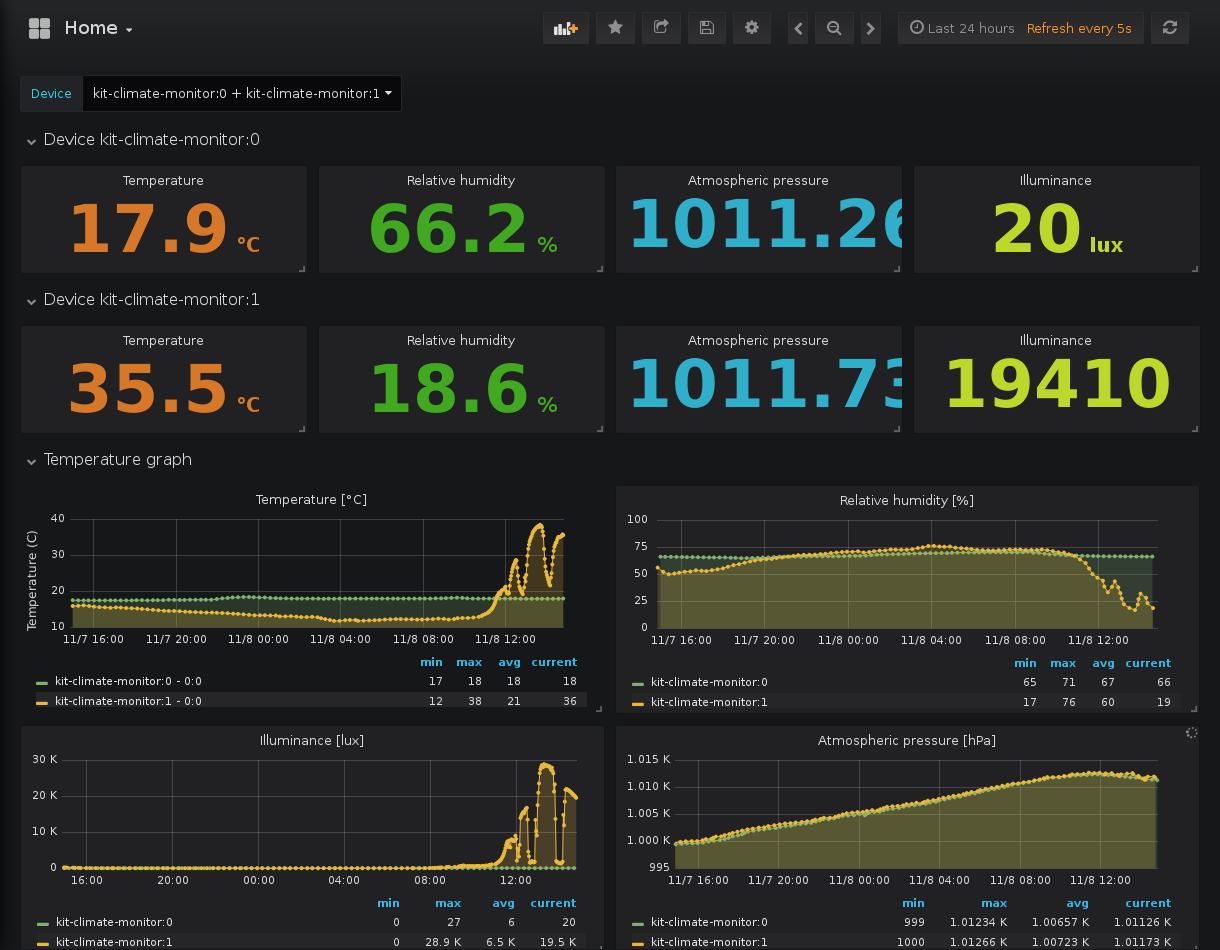 Home
Last 24 hours Refresh every 5s
Device kit-climate-monitor:0 + kit-climate-monitor:1
Device kit-climate-monitor:0
Temperature Relative humidity Atmospheric pressure Illuminance
17.9 °C 66.2 % 1011.26 20 lux
Device kit-climate-monitor:1
Temperature Relative humidity Atmospheric pressure Illuminance
35.5 °C 18.6 % 1011.73 19410
Temperature graph
Temperature [°C]
Temperature (C)
40
30
20
10
11/7 16:00 11/7 20:00 11/8 00:00 11/8 04:00 11/8 08:00 11/8 12:00
min max avg current
kit-climate-monitor:0 - 0:0 17 18 18 18
kit-climate-monitor:1 - 0:0 12 38 21 36
Relative humidity [%]
100
75
50
25
0
11/7 16:00 11/7 20:00 11/8 00:00 11/8 04:00 11/8 08:00 11/8 12:00
min max avg current
kit-climate-monitor:0 65 71 67 66
kit-climate-monitor:1 17 76 60 19
Illuminance [lux]
30 K
20 K
10 K
0
16:00 20:00 00:00 04:00 08:00 12:00
min max avg current
kit-climate-monitor:0 0 27 6 20
kit-climate-monitor:1 0 28.9 K 6.5 K 19.5 K
Atmospheric pressure [hPa]
1.015 K
1.010 K
1.005 K
1.000 K
995
11/7 16:00 11/7 20:00 11/8 00:00 11/8 04:00 11/8 08:00 11/8 12:00
min max avg current
kit-climate-monitor:0 999 1.01234 K 1.00657 K 1.01126 K
kit-climate-monitor:1 1000 1.01266 K 1.00723 K 1.01173 K